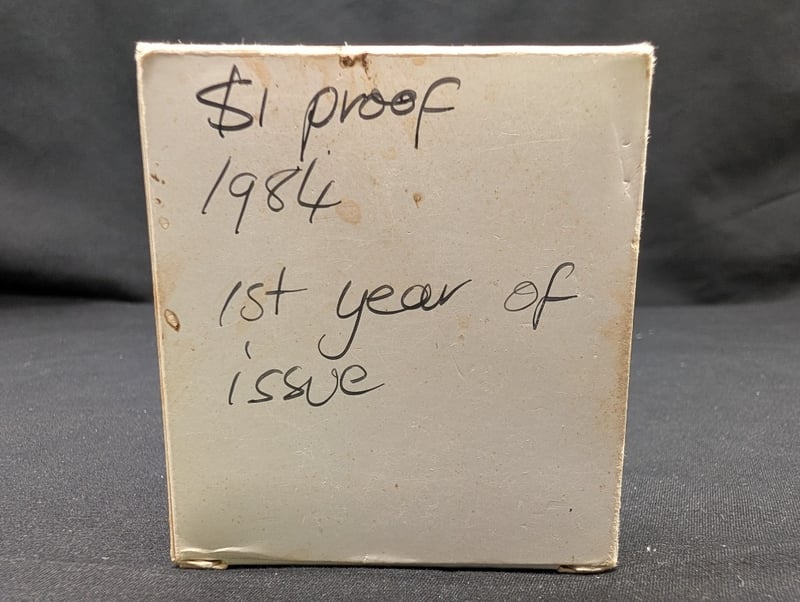 $1 proof
1984
1st year of
issue